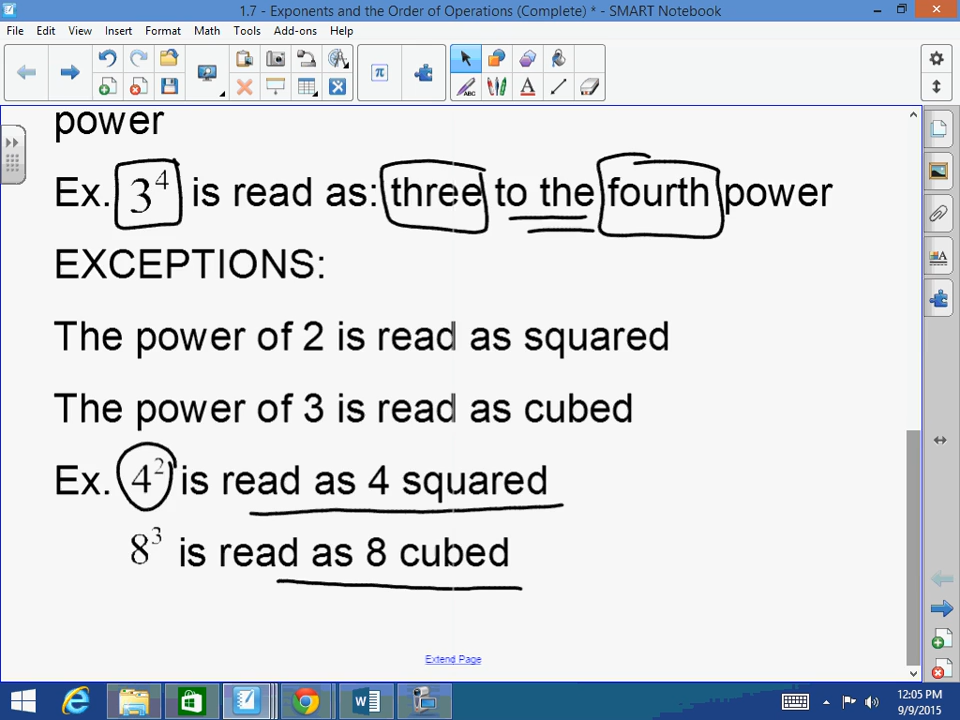 1.7 - Exponents and the Order of Operations (Complete) * - SMART Notebook
File Edit View Insert Format Math Tools Add-ons Help
power
Ex. 3⁴ is read as: three to the fourth power
EXCEPTIONS:
The power of 2 is read as squared
The power of 3 is read as cubed
Ex. 4² is read as 4 squared
8³ is read as 8 cubed
Extend Page
12:05 PM
9/9/2015